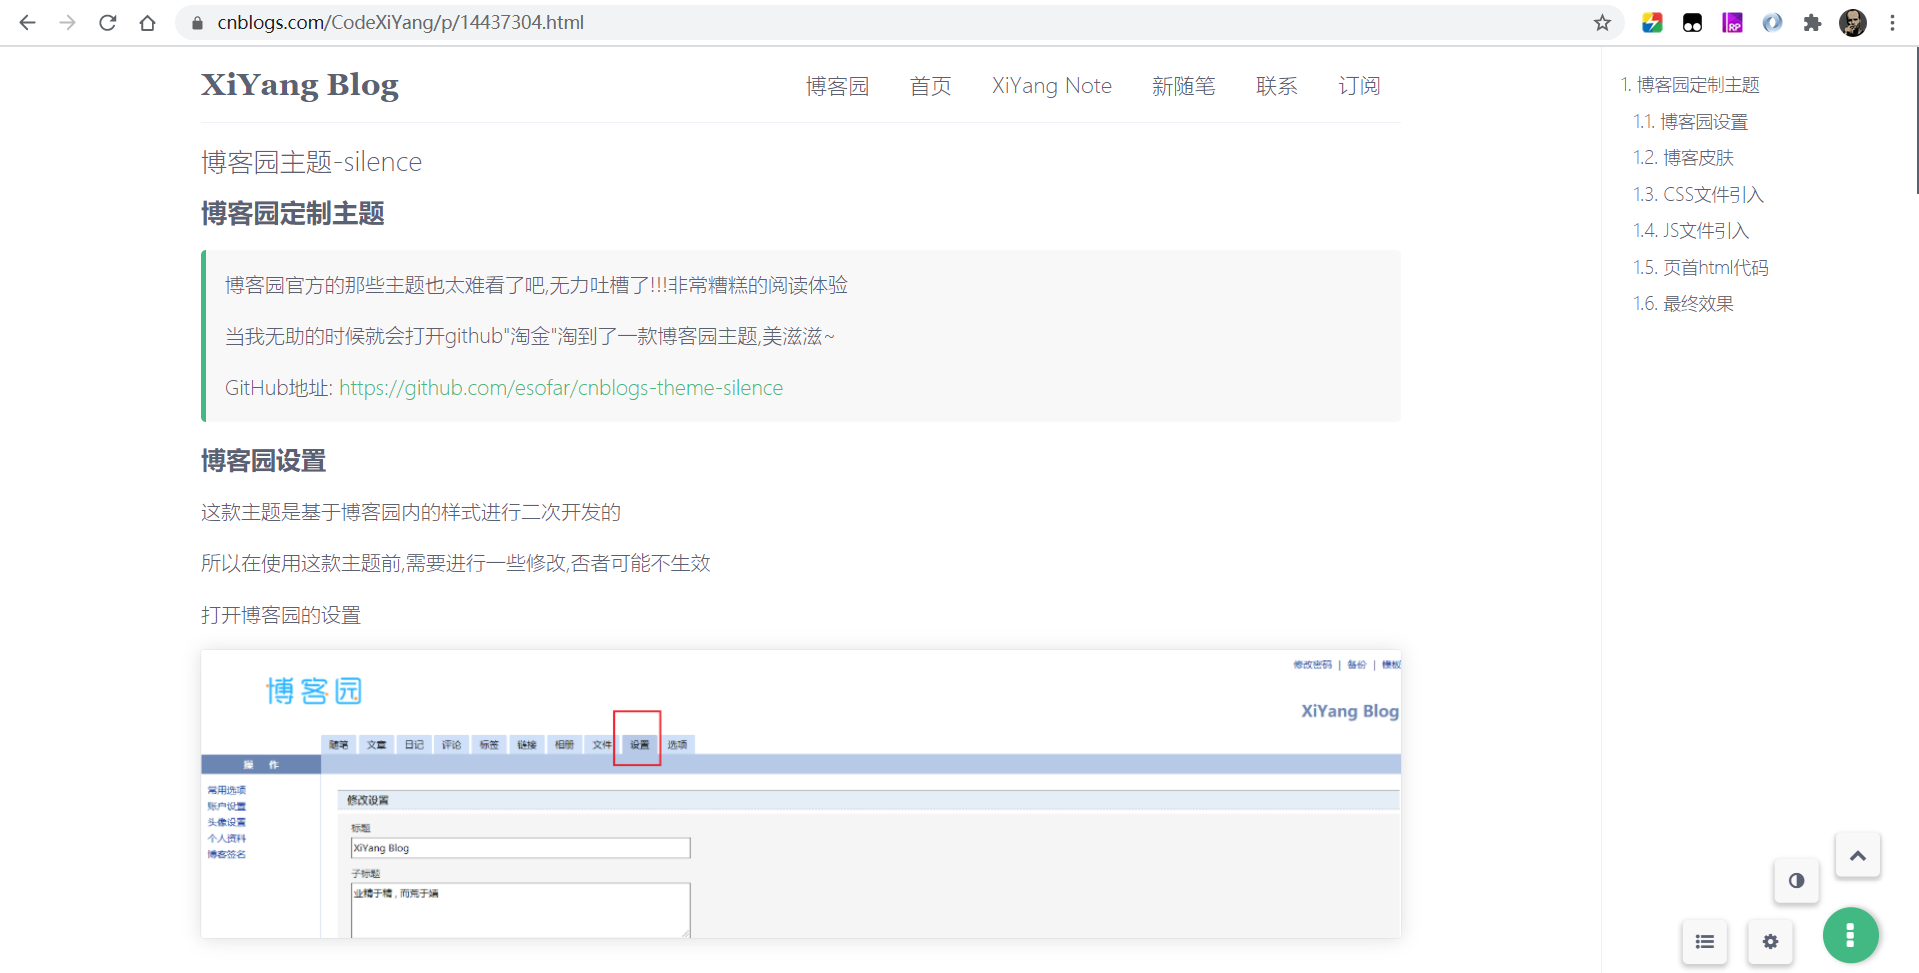 cnblogs.com/CodeXiYang/p/14437304.html
XiYang Blog
博客园 首页 XiYang Note 新随笔 联系 订阅
博客园主题-silence
博客园定制主题
博客园官方的那些主题也太难看了吧,无力吐槽了!!!非常糟糕的阅读体验
当我无助的时候就会打开github"淘金"淘到了一款博客园主题,美滋滋~
GitHub地址: https://github.com/esofar/cnblogs-theme-silence
博客园设置
这款主题是基于博客园内的样式进行二次开发的
所以在使用这款主题前,需要进行一些修改,否者可能不生效
打开博客园的设置
修改密码 | 备份 | 模板
博客园
XiYang Blog
随笔 文章 日记 评论 标签 链接 相册 文件 设置 选项
操 作
常用选项
账户设置
头像设置
个人资料
博客签名
修改设置
标题
XiYang Blog
子标题
业精于精 , 而荒于嬉
1. 博客园定制主题
1.1. 博客园设置
1.2. 博客皮肤
1.3. CSS文件引入
1.4. JS文件引入
1.5. 页首html代码
1.6. 最终效果
RP